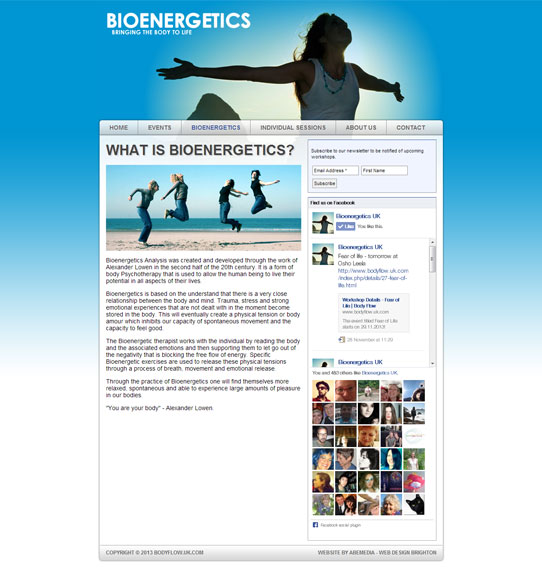 BIOENERGETICS
BRINGING THE BODY TO LIFE
HOME EVENTS BIOENERGETICS INDIVIDUAL SESSIONS ABOUT US CONTACT
WHAT IS BIOENERGETICS?
Bioenergetics Analysis was created and developed through the work of
Alexander Lowen in the second half of the 20th century. It is a form of
body Psychotherapy that is used to allow the human being to live their
potential in all aspects of their lives.
Bioenergetics is based on the understand that there is a very close
relationship between the body and mind. Trauma, stress and strong
emotional experiences that are not dealt with in the moment become
stored in the body. This will eventually create a physical tension or body
amour which inhibits our capacity of spontaneous movement and the
capacity to feel good.
The Bioenergetic therapist works with the individual by reading the body
and the associated emotions and then supporting them to let go out of
the negativity that is blocking the free flow of energy. Specific
Bioenergetic exercises are used to release these physical tensions
through a process of breath, movement and emotional release.
Through the practice of Bioenergetics one will find themselves more
relaxed, spontaneous and able to experience large amounts of pleasure
in our bodies.
"You are your body" - Alexander Lowen
Subscribe to our newsletter to be notified of upcoming
workshops.
Email Address * First Name
Subscribe
Find us on Facebook
Bioenergetics UK
Like You like this.
Bioenergetics UK
Fear of life - tomorrow at
Osho Leela
http://www.bodyflow.uk.com
/index.php/details/27-fear-of-
life.html
Workshop Details - Fear of
Life | Body Flow
www.bodyflow.uk.com
The event titled Fear of Life
starts on 29.11.2013!
28 November at 17:29
Bioenergetics UK
You and 453 others like Bioenergetics UK.
Facebook social plugin
COPYRIGHT © 2013 BODYFLOW.UK.COM
WEBSITE BY ABEMEDIA - WEB DESIGN BRIGHTON